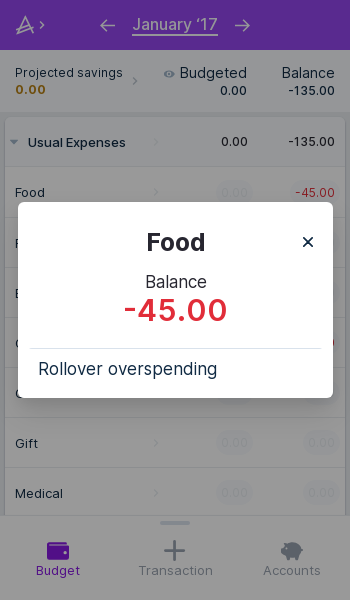 January ‘17
Projected savings
0.00
Budgeted
0.00
Balance
-135.00
Usual Expenses
0.00
-135.00
Food
0.00
-45.00
Food
Balance
-45.00
Rollover overspending
Gift
0.00
0.00
Medical
0.00
0.00
Budget
Transaction
Accounts